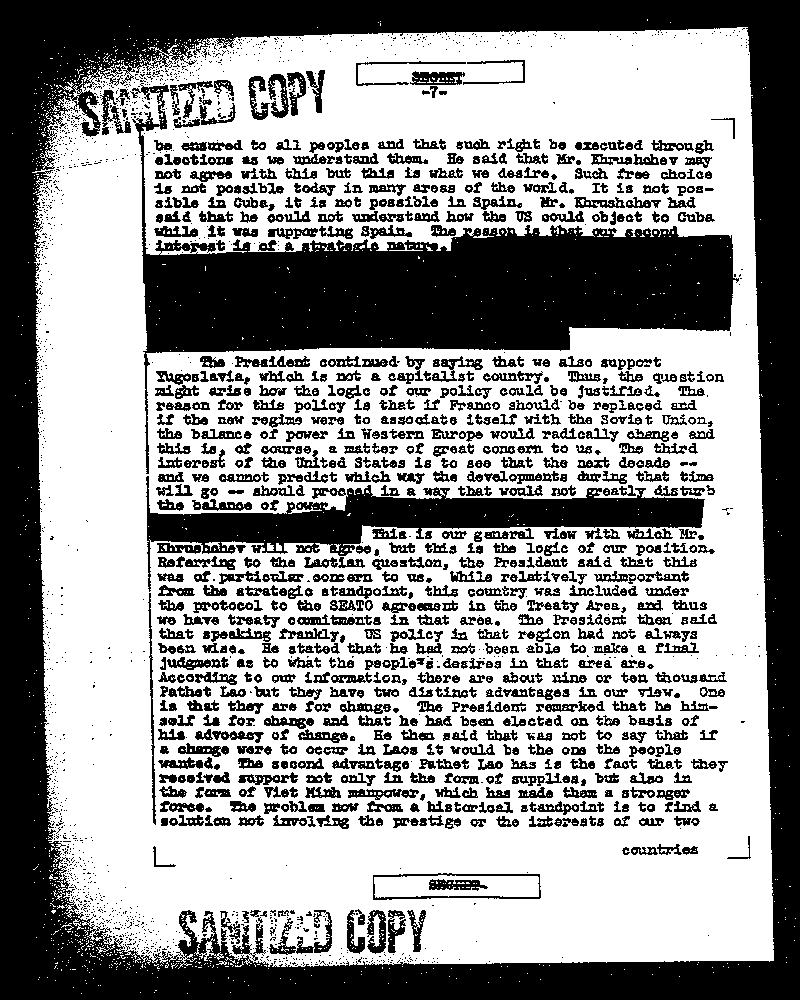 SANITIZED COPY
SECRET
-7-
be ensured to all peoples and that such right be executed through
elections as we understand them. He said that Mr. Khrushchev may
not agree with this but this is what we desire. Such free choice
is not possible today in many areas of the world. It is not pos-
sible in Cuba, it is not possible in Spain. Mr. Khrushchev had
said that he could not understand how the US could object to Cuba
while it was supporting Spain. The reason is that our second
interest is of a strategic nature.
The President continued by saying that we also support
Yugoslavia, which is not a capitalist country. Thus, the question
might arise how the logic of our policy could be justified. The
reason for this policy is that if Franco should be replaced and
if the new regime were to associate itself with the Soviet Union,
the balance of power in Western Europe would radically change and
this is, of course, a matter of great concern to us. The third
interest of the United States is to see that the next decade --
and we cannot predict which way the developments during that time
will go -- should proceed in a way that would not greatly disturb
the balance of power.
This is our general view with which Mr.
Khrushchev will not agree, but this is the logic of our position.
Referring to the Laotian question, the President said that this
was of particular concern to us. While relatively unimportant
from the strategic standpoint, this country was included under
the protocol to the SEATO agreement in the Treaty Area, and thus
we have treaty commitments in that area. The President then said
that speaking frankly, US policy in that region had not always
been wise. He stated that he had not been able to make a final
judgment as to what the people's desires in that area are.
According to our information, there are about nine or ten thousand
Pathet Lao but they have two distinct advantages in our view. One
is that they are for change. The President remarked that he him-
self is for change and that he had been elected on the basis of
his advocacy of change. He then said that was not to say that if
a change were to occur in Laos it would be the one the people
wanted. The second advantage Pathet Lao has is the fact that they
received support not only in the form of supplies, but also in
the form of Viet Minh manpower, which has made them a stronger
force. The problem now from a historical standpoint is to find a
solution not involving the prestige or the interests of our two
countries
SECRET
SANITIZED COPY